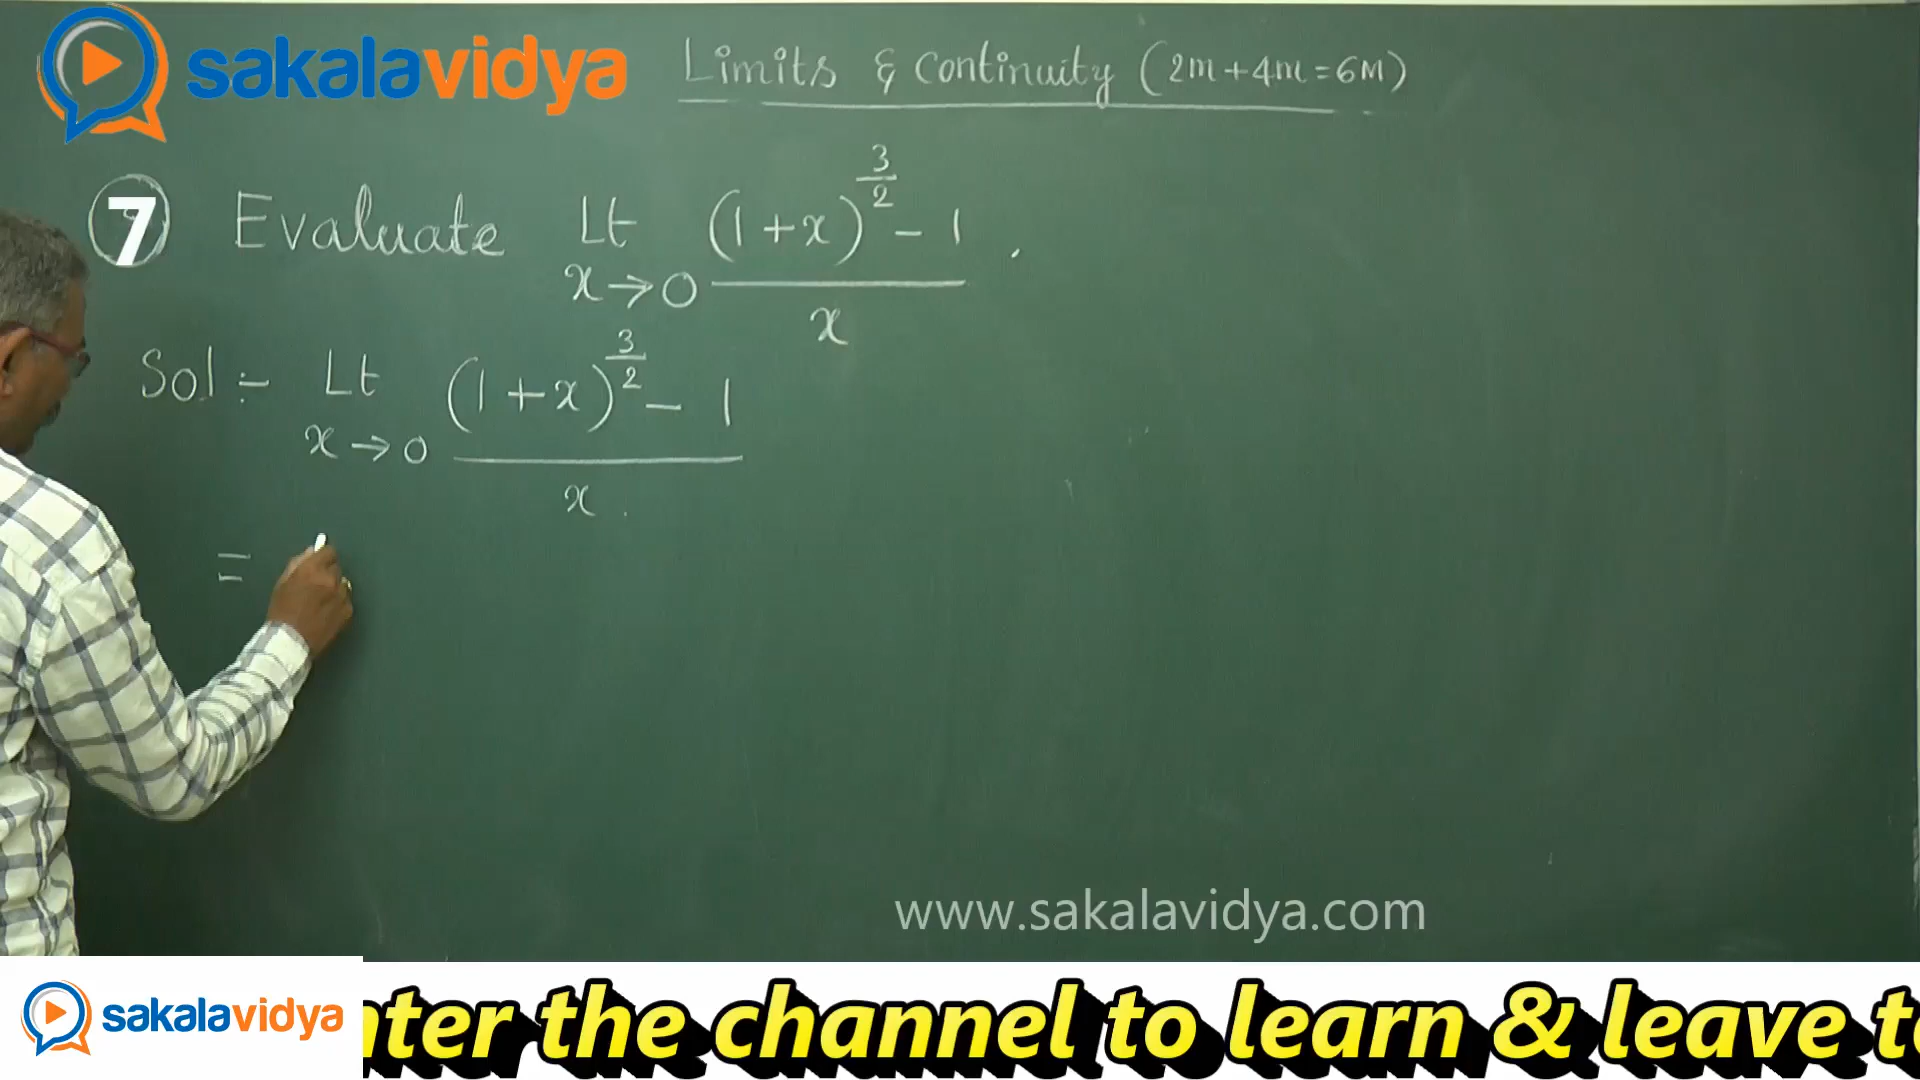 sakalavidya
Limits & continuity (2m+4m=6M)
7 Evaluate Lt x→0 ((1+x)^(3/2) - 1)/x .
Sol :- Lt x→0 ((1+x)^(3/2) - 1)/x .
=
www.sakalavidya.com
sakalavidya
the channel to learn & leave